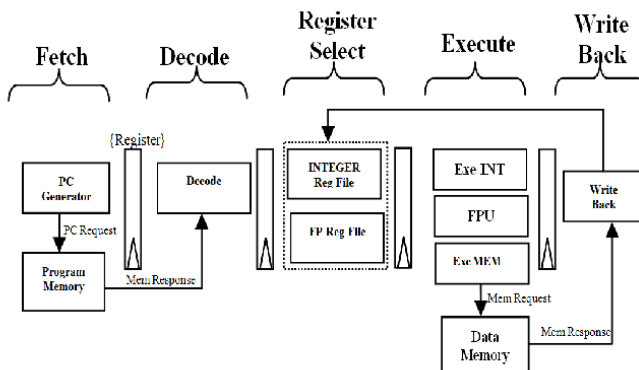 Fetch
Decode
Register
Select
Execute
Write
Back
{Register}
PC
Generator
PC Request
Program
Memory
Mem Response
Decode
INTEGER
Reg File
FP Reg File
Exe INT
FPU
Exe MEM
Mem Request
Data
Memory
Mem Response
Write
Back